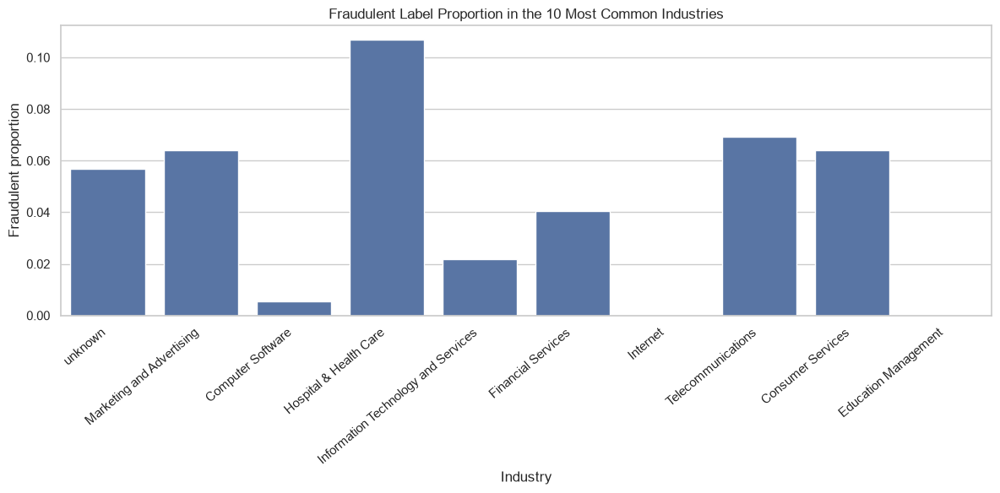 Fraudulent Label Proportion in the 10 Most Common Industries
Fraudulent proportion
0.10
0.08
0.06
0.04
0.02
0.00
unknown
Marketing and Advertising
Computer Software
Hospital & Health Care
Information Technology and Services
Financial Services
Internet
Telecommunications
Consumer Services
Education Management
Industry